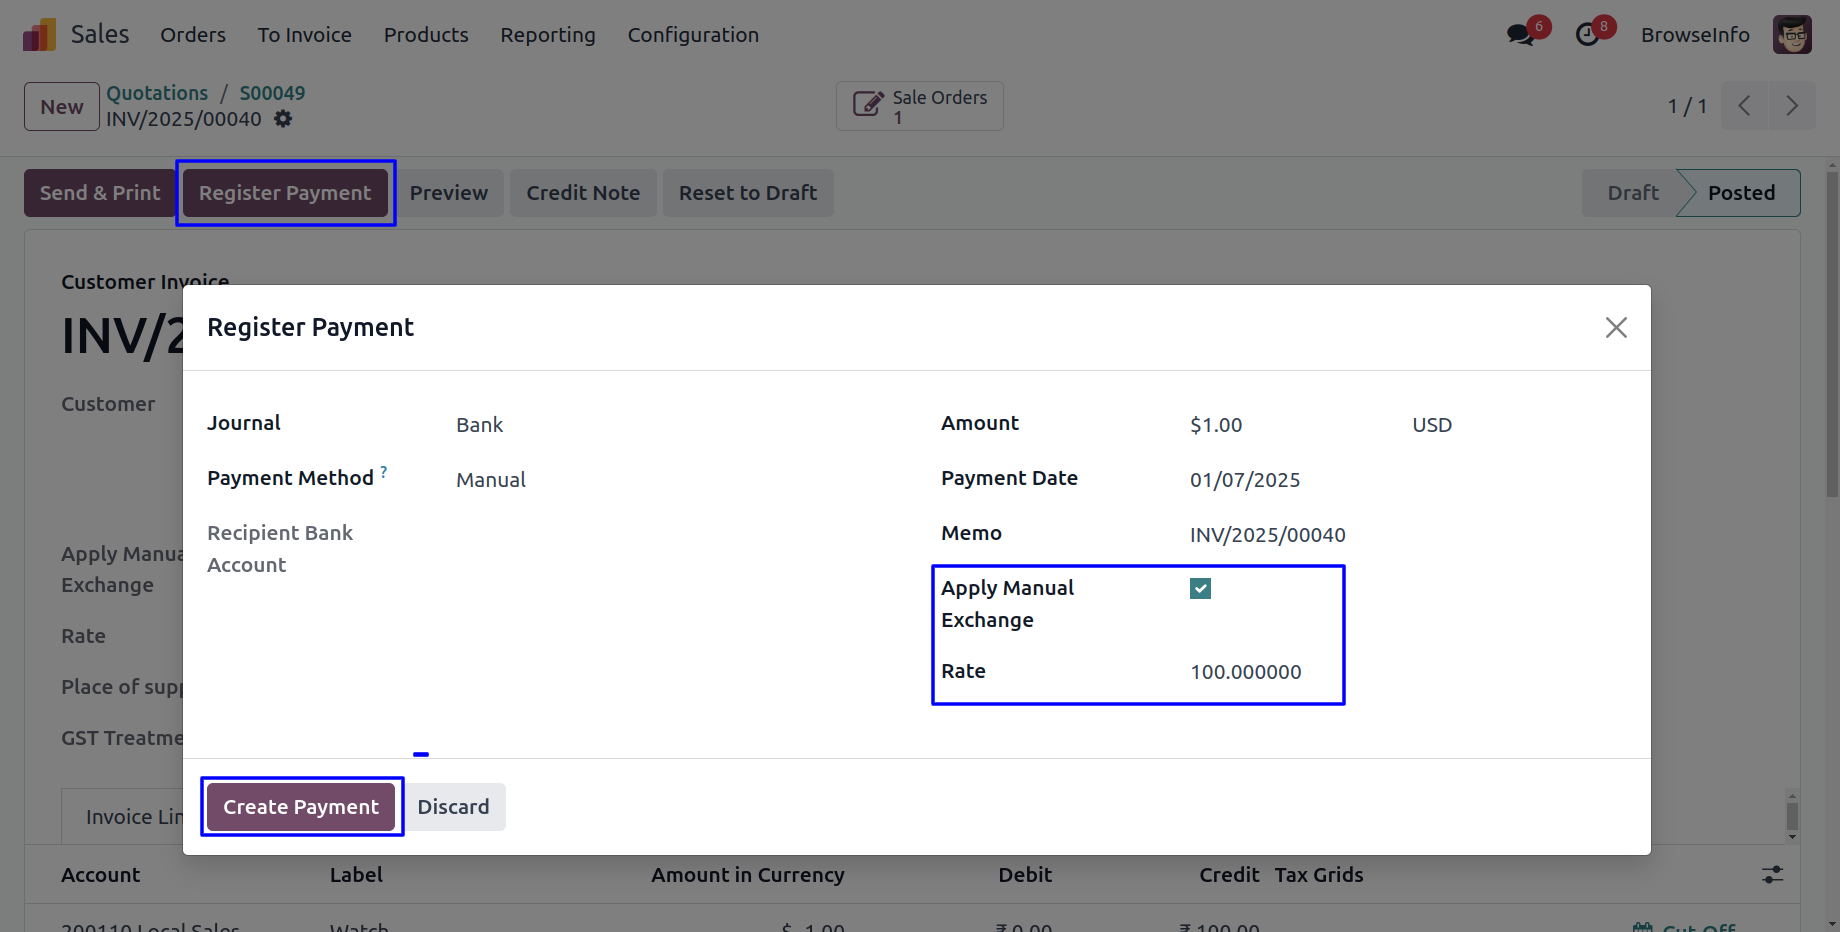 Sales Orders To Invoice Products Reporting Configuration 6 8 BrowseInfo
New Quotations / S00049
INV/2025/00040
Sale Orders
1
1 / 1
Send & Print Register Payment Preview Credit Note Reset to Draft Draft Posted
Customer Invoice
INV/2
Customer
Apply Manua
Exchange
Rate
Place of supp
GST Treatme
Invoice Lin
Register Payment
Journal Bank
Payment Method ? Manual
Recipient Bank
Account
Amount $1.00 USD
Payment Date 01/07/2025
Memo INV/2025/00040
Apply Manual
Exchange
Rate 100.000000
Create Payment Discard
Account Label Amount in Currency Debit Credit Tax Grids
200110 Local Sales Watch $ -1.00 ₹ 0.00 ₹ 100.00 Cut Off